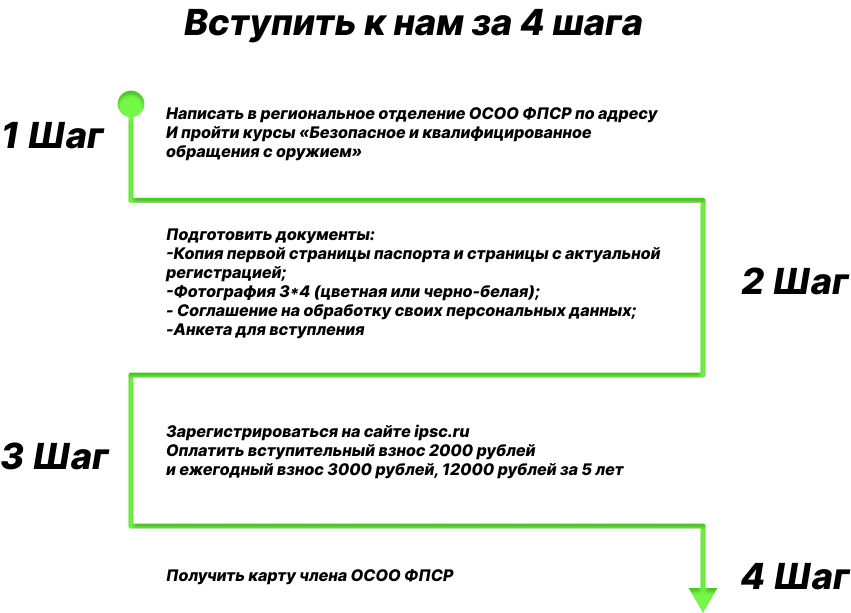 Вступить к нам за 4 шага
1 Шаг
Написать в региональное отделение ОСОО ФПСР по адресу
И пройти курсы «Безопасное и квалифицированное
обращения с оружием»
2 Шаг
Подготовить документы:
-Копия первой страницы паспорта и страницы с актуальной
регистрацией;
-Фотография 3*4 (цветная или черно-белая);
- Соглашение на обработку своих персональных данных;
-Анкета для вступления
3 Шаг
Зарегистрироваться на сайте ipsc.ru
Оплатить вступительный взнос 2000 рублей
и ежегодный взнос 3000 рублей, 12000 рублей за 5 лет
4 Шаг
Получить карту члена ОСОО ФПСР